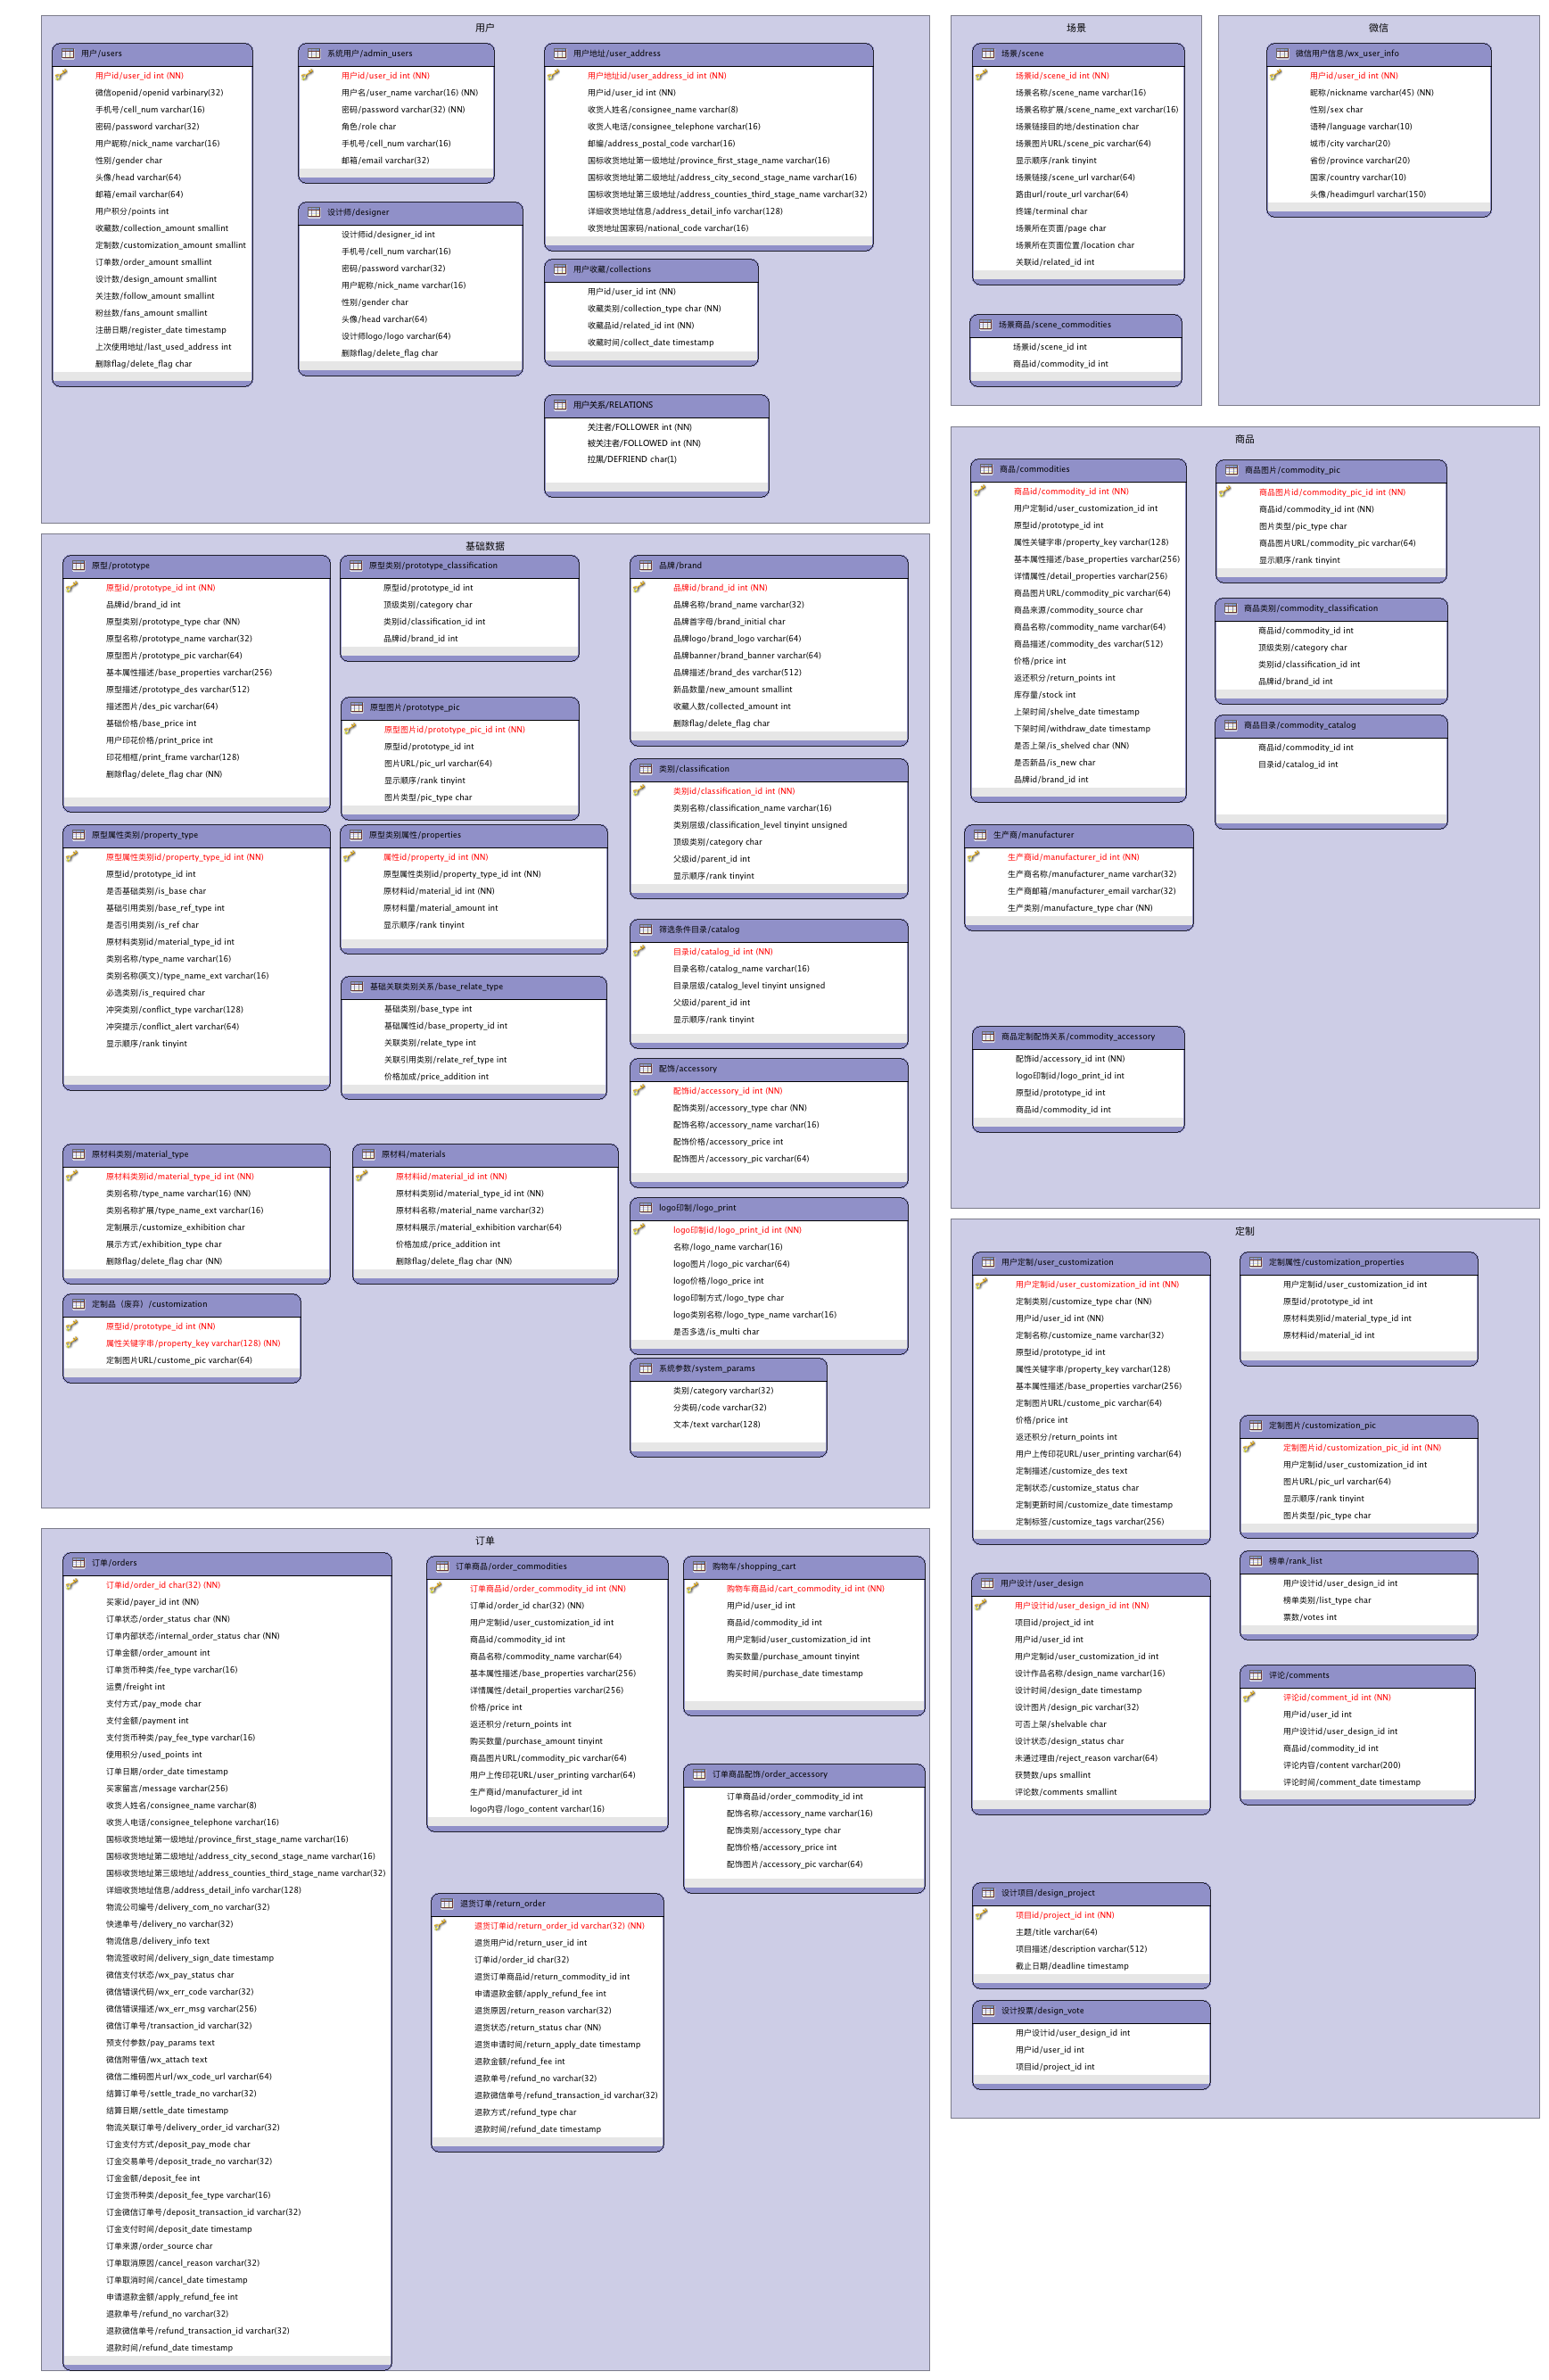 用户
用户/users
用户id/user_id int (NN)
微信openid/openid varbinary(32)
手机号/cell_num varchar(16)
密码/password varchar(32)
用户昵称/nick_name varchar(16)
性别/gender char
头像/head varchar(64)
邮箱/email varchar(64)
用户积分/points int
收藏数/collection_amount smallint
定制数/customization_amount smallint
订单数/order_amount smallint
设计数/design_amount smallint
关注数/follow_amount smallint
粉丝数/fans_amount smallint
注册日期/register_date timestamp
上次使用地址/last_used_address int
删除flag/delete_flag char
系统用户/admin_users
用户id/user_id int (NN)
用户名/user_name varchar(16) (NN)
密码/password varchar(32) (NN)
角色/role char
手机号/cell_num varchar(16)
邮箱/email varchar(32)
设计师/designer
设计师id/designer_id int
手机号/cell_num varchar(16)
密码/password varchar(32)
用户昵称/nick_name varchar(16)
性别/gender char
头像/head varchar(64)
设计师logo/logo varchar(64)
删除flag/delete_flag char
用户地址/user_address
用户地址id/user_address_id int (NN)
用户id/user_id int (NN)
收货人姓名/consignee_name varchar(8)
收货人电话/consignee_telephone varchar(16)
邮编/address_postal_code varchar(16)
国标收货地址第一级地址/province_first_stage_name varchar(16)
国标收货地址第二级地址/address_city_second_stage_name varchar(16)
国标收货地址第三级地址/address_counties_third_stage_name varchar(32)
详细收货地址信息/address_detail_info varchar(128)
收货地址国家码/national_code varchar(16)
用户收藏/collections
用户id/user_id int (NN)
收藏类别/collection_type char (NN)
收藏品id/related_id int (NN)
收藏时间/collect_date timestamp
用户关系/RELATIONS
关注者/FOLLOWER int (NN)
被关注者/FOLLOWED int (NN)
拉黑/DEFRIEND char(1)
场景
场景/scene
场景id/scene_id int (NN)
场景名称/scene_name varchar(16)
场景名称扩展/scene_name_ext varchar(16)
场景链接目的地/destination char
场景图片URL/scene_pic varchar(64)
显示顺序/rank tinyint
场景链接/scene_url varchar(64)
路由url/route_url varchar(64)
终端/terminal char
场景所在页面/page char
场景所在页面位置/location char
关联id/related_id int
场景商品/scene_commodities
场景id/scene_id int
商品id/commodity_id int
微信
微信用户信息/wx_user_info
用户id/user_id int (NN)
昵称/nickname varchar(45) (NN)
性别/sex char
语种/language varchar(10)
城市/city varchar(20)
省份/province varchar(20)
国家/country varchar(10)
头像/headimgurl varchar(150)
商品
商品/commodities
商品id/commodity_id int (NN)
用户定制id/user_customization_id int
原型id/prototype_id int
属性关键字串/property_key varchar(128)
基本属性描述/base_properties varchar(256)
详情属性/detail_properties varchar(256)
商品图片URL/commodity_pic varchar(64)
商品来源/commodity_source char
商品名称/commodity_name varchar(64)
商品描述/commodity_des varchar(512)
价格/price int
返还积分/return_points int
库存量/stock int
上架时间/shelve_date timestamp
下架时间/withdraw_date timestamp
是否上架/is_shelved char (NN)
是否新品/is_new char
品牌id/brand_id int
商品图片/commodity_pic
商品图片id/commodity_pic_id int (NN)
商品id/commodity_id int (NN)
图片类型/pic_type char
商品图片URL/commodity_pic varchar(64)
显示顺序/rank tinyint
商品类别/commodity_classification
商品id/commodity_id int
顶级类别/category char
类别id/classification_id int
品牌id/brand_id int
商品目录/commodity_catalog
商品id/commodity_id int
目录id/catalog_id int
生产商/manufacturer
生产商id/manufacturer_id int (NN)
生产商名称/manufacturer_name varchar(32)
生产商邮箱/manufacturer_email varchar(32)
生产类别/manufacture_type char (NN)
商品定制配饰关系/commodity_accessory
配饰id/accessory_id int (NN)
logo印制id/logo_print_id int
原型id/prototype_id int
商品id/commodity_id int
基础数据
原型/prototype
原型id/prototype_id int (NN)
品牌id/brand_id int
原型类别/prototype_type char (NN)
原型名称/prototype_name varchar(32)
原型图片/prototype_pic varchar(64)
基本属性描述/base_properties varchar(256)
原型描述/prototype_des varchar(512)
描述图片/des_pic varchar(64)
基础价格/base_price int
用户印花价格/print_price int
印花相框/print_frame varchar(128)
删除flag/delete_flag char (NN)
原型类别/prototype_classification
原型id/prototype_id int
顶级类别/category char
类别id/classification_id int
品牌id/brand_id int
原型图片/prototype_pic
原型图片id/prototype_pic_id int (NN)
原型id/prototype_id int
图片URL/pic_url varchar(64)
显示顺序/rank tinyint
图片类型/pic_type char
品牌/brand
品牌id/brand_id int (NN)
品牌名称/brand_name varchar(32)
品牌首字母/brand_initial char
品牌logo/brand_logo varchar(64)
品牌banner/brand_banner varchar(64)
品牌描述/brand_des varchar(512)
新品数量/new_amount smallint
收藏人数/collected_amount int
删除flag/delete_flag char
类别/classification
类别id/classification_id int (NN)
类别名称/classification_name varchar(16)
类别层级/classification_level tinyint unsigned
顶级类别/category char
父级id/parent_id int
显示顺序/rank tinyint
原型属性类别/property_type
原型属性类别id/property_type_id int (NN)
原型id/prototype_id int
是否基础类别/is_base char
基础引用类别/base_ref_type int
是否引用类别/is_ref char
原材料类别id/material_type_id int
类别名称/type_name varchar(16)
类别名称(英文)/type_name_ext varchar(16)
必选类别/is_required char
冲突类别/conflict_type varchar(128)
冲突提示/conflict_alert varchar(64)
显示顺序/rank tinyint
原型类别属性/properties
属性id/property_id int (NN)
原型属性类别id/property_type_id int (NN)
原材料id/material_id int (NN)
原材料量/material_amount int
显示顺序/rank tinyint
基础关联类别关系/base_relate_type
基础类别/base_type int
基础属性id/base_property_id int
关联类别/relate_type int
关联引用类别/relate_ref_type int
价格加成/price_addition int
筛选条件目录/catalog
目录id/catalog_id int (NN)
目录名称/catalog_name varchar(16)
目录层级/catalog_level tinyint unsigned
父级id/parent_id int
显示顺序/rank tinyint
配饰/accessory
配饰id/accessory_id int (NN)
配饰类别/accessory_type char (NN)
配饰名称/accessory_name varchar(16)
配饰价格/accessory_price int
配饰图片/accessory_pic varchar(64)
原材料类别/material_type
原材料类别id/material_type_id int (NN)
类别名称/type_name varchar(16) (NN)
类别名称扩展/type_name_ext varchar(16)
定制展示/customize_exhibition char
展示方式/exhibition_type char
删除flag/delete_flag char (NN)
原材料/materials
原材料id/material_id int (NN)
原材料类别id/material_type_id int (NN)
原材料名称/material_name varchar(32)
原材料展示/material_exhibition varchar(64)
价格加成/price_addition int
删除flag/delete_flag char (NN)
logo印制/logo_print
logo印制id/logo_print_id int (NN)
名称/logo_name varchar(16)
logo图片/logo_pic varchar(64)
logo价格/logo_price int
logo印制方式/logo_type char
logo类别名称/logo_type_name varchar(16)
是否多选/is_multi char
定制品（废弃）/customization
原型id/prototype_id int (NN)
属性关键字串/property_key varchar(128) (NN)
定制图片URL/custome_pic varchar(64)
系统参数/system_params
类别/category varchar(32)
分类码/code varchar(32)
文本/text varchar(128)
定制
用户定制/user_customization
用户定制id/user_customization_id int (NN)
定制类别/customize_type char (NN)
用户id/user_id int (NN)
定制名称/customize_name varchar(32)
原型id/prototype_id int
属性关键字串/property_key varchar(128)
基本属性描述/base_properties varchar(256)
定制图片URL/custome_pic varchar(64)
价格/price int
返还积分/return_points int
用户上传印花URL/user_printing varchar(64)
定制描述/customize_des text
定制状态/customize_status char
定制更新时间/customize_date timestamp
定制标签/customize_tags varchar(256)
定制属性/customization_properties
用户定制id/user_customization_id int
原型id/prototype_id int
原材料类别id/material_type_id int
原材料id/material_id int
定制图片/customization_pic
定制图片id/customization_pic_id int (NN)
用户定制id/user_customization_id int
图片URL/pic_url varchar(64)
显示顺序/rank tinyint
图片类型/pic_type char
榜单/rank_list
用户设计id/user_design_id int
榜单类别/list_type char
票数/votes int
用户设计/user_design
用户设计id/user_design_id int (NN)
项目id/project_id int
用户id/user_id int
用户定制id/user_customization_id int
设计作品名称/design_name varchar(16)
设计时间/design_date timestamp
设计图片/design_pic varchar(32)
可否上架/shelvable char
设计状态/design_status char
未通过理由/reject_reason varchar(64)
获赞数/ups smallint
评论数/comments smallint
评论/comments
评论id/comment_id int (NN)
用户id/user_id int
用户设计id/user_design_id int
商品id/commodity_id int
评论内容/content varchar(200)
评论时间/comment_date timestamp
设计项目/design_project
项目id/project_id int (NN)
主题/title varchar(64)
项目描述/description varchar(512)
截止日期/deadline timestamp
设计投票/design_vote
用户设计id/user_design_id int
用户id/user_id int
项目id/project_id int
订单
订单/orders
订单id/order_id char(32) (NN)
买家id/payer_id int (NN)
订单状态/order_status char (NN)
订单内部状态/internal_order_status char (NN)
订单金额/order_amount int
订单货币种类/fee_type varchar(16)
运费/freight int
支付方式/pay_mode char
支付金额/payment int
支付货币种类/pay_fee_type varchar(16)
使用积分/used_points int
订单日期/order_date timestamp
买家留言/message varchar(256)
收货人姓名/consignee_name varchar(8)
收货人电话/consignee_telephone varchar(16)
国标收货地址第一级地址/province_first_stage_name varchar(16)
国标收货地址第二级地址/address_city_second_stage_name varchar(16)
国标收货地址第三级地址/address_counties_third_stage_name varchar(32)
详细收货地址信息/address_detail_info varchar(128)
物流公司编号/delivery_com_no varchar(32)
快递单号/delivery_no varchar(32)
物流信息/delivery_info text
物流签收时间/delivery_sign_date timestamp
微信支付状态/wx_pay_status char
微信错误代码/wx_err_code varchar(32)
微信错误描述/wx_err_msg varchar(256)
微信订单号/transaction_id varchar(32)
预支付参数/pay_params text
微信附带值/wx_attach text
微信二维码图片url/wx_code_url varchar(64)
结算订单号/settle_trade_no varchar(32)
结算日期/settle_date timestamp
物流关联订单号/delivery_order_id varchar(32)
订金支付方式/deposit_pay_mode char
订金交易单号/deposit_trade_no varchar(32)
订金金额/deposit_fee int
订金货币种类/deposit_fee_type varchar(16)
订金微信订单号/deposit_transaction_id varchar(32)
订金支付时间/deposit_date timestamp
订单来源/order_source char
订单取消原因/cancel_reason varchar(32)
订单取消时间/cancel_date timestamp
申请退款金额/apply_refund_fee int
退款单号/refund_no varchar(32)
退款微信单号/refund_transaction_id varchar(32)
退款时间/refund_date timestamp
订单商品/order_commodities
订单商品id/order_commodity_id int (NN)
订单id/order_id char(32) (NN)
用户定制id/user_customization_id int
商品id/commodity_id int
商品名称/commodity_name varchar(64)
基本属性描述/base_properties varchar(256)
详情属性/detail_properties varchar(256)
价格/price int
返还积分/return_points int
购买数量/purchase_amount tinyint
商品图片URL/commodity_pic varchar(64)
用户上传印花URL/user_printing varchar(64)
生产商id/manufacturer_id int
logo内容/logo_content varchar(16)
购物车/shopping_cart
购物车商品id/cart_commodity_id int (NN)
用户id/user_id int
商品id/commodity_id int
用户定制id/user_customization_id int
购买数量/purchase_amount tinyint
购买时间/purchase_date timestamp
订单商品配饰/order_accessory
订单商品id/order_commodity_id int
配饰名称/accessory_name varchar(16)
配饰类别/accessory_type char
配饰价格/accessory_price int
配饰图片/accessory_pic varchar(64)
退货订单/return_order
退货订单id/return_order_id varchar(32) (NN)
退货用户id/return_user_id int
订单id/order_id char(32)
退货订单商品id/return_commodity_id int
申请退款金额/apply_refund_fee int
退货原因/return_reason varchar(32)
退货状态/return_status char (NN)
退货申请时间/return_apply_date timestamp
退款金额/refund_fee int
退款单号/refund_no varchar(32)
退款微信单号/refund_transaction_id varchar(32)
退款方式/refund_type char
退款时间/refund_date timestamp